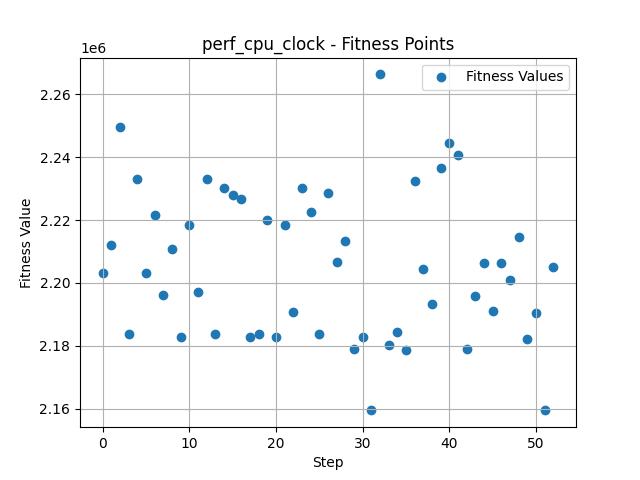 perf_cpu_clock - Fitness Points
1e6
Fitness Values
2.26
2.24
2.22
2.20
2.18
2.16
Fitness Value
0 10 20 30 40 50
Step